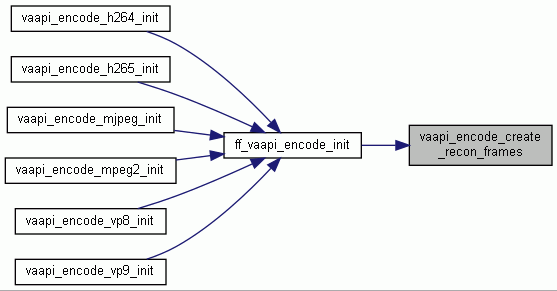 vaapi_encode_h264_init
vaapi_encode_h265_init
vaapi_encode_mjpeg_init
vaapi_encode_mpeg2_init
vaapi_encode_vp8_init
vaapi_encode_vp9_init
ff_vaapi_encode_init
vaapi_encode_create
_recon_frames